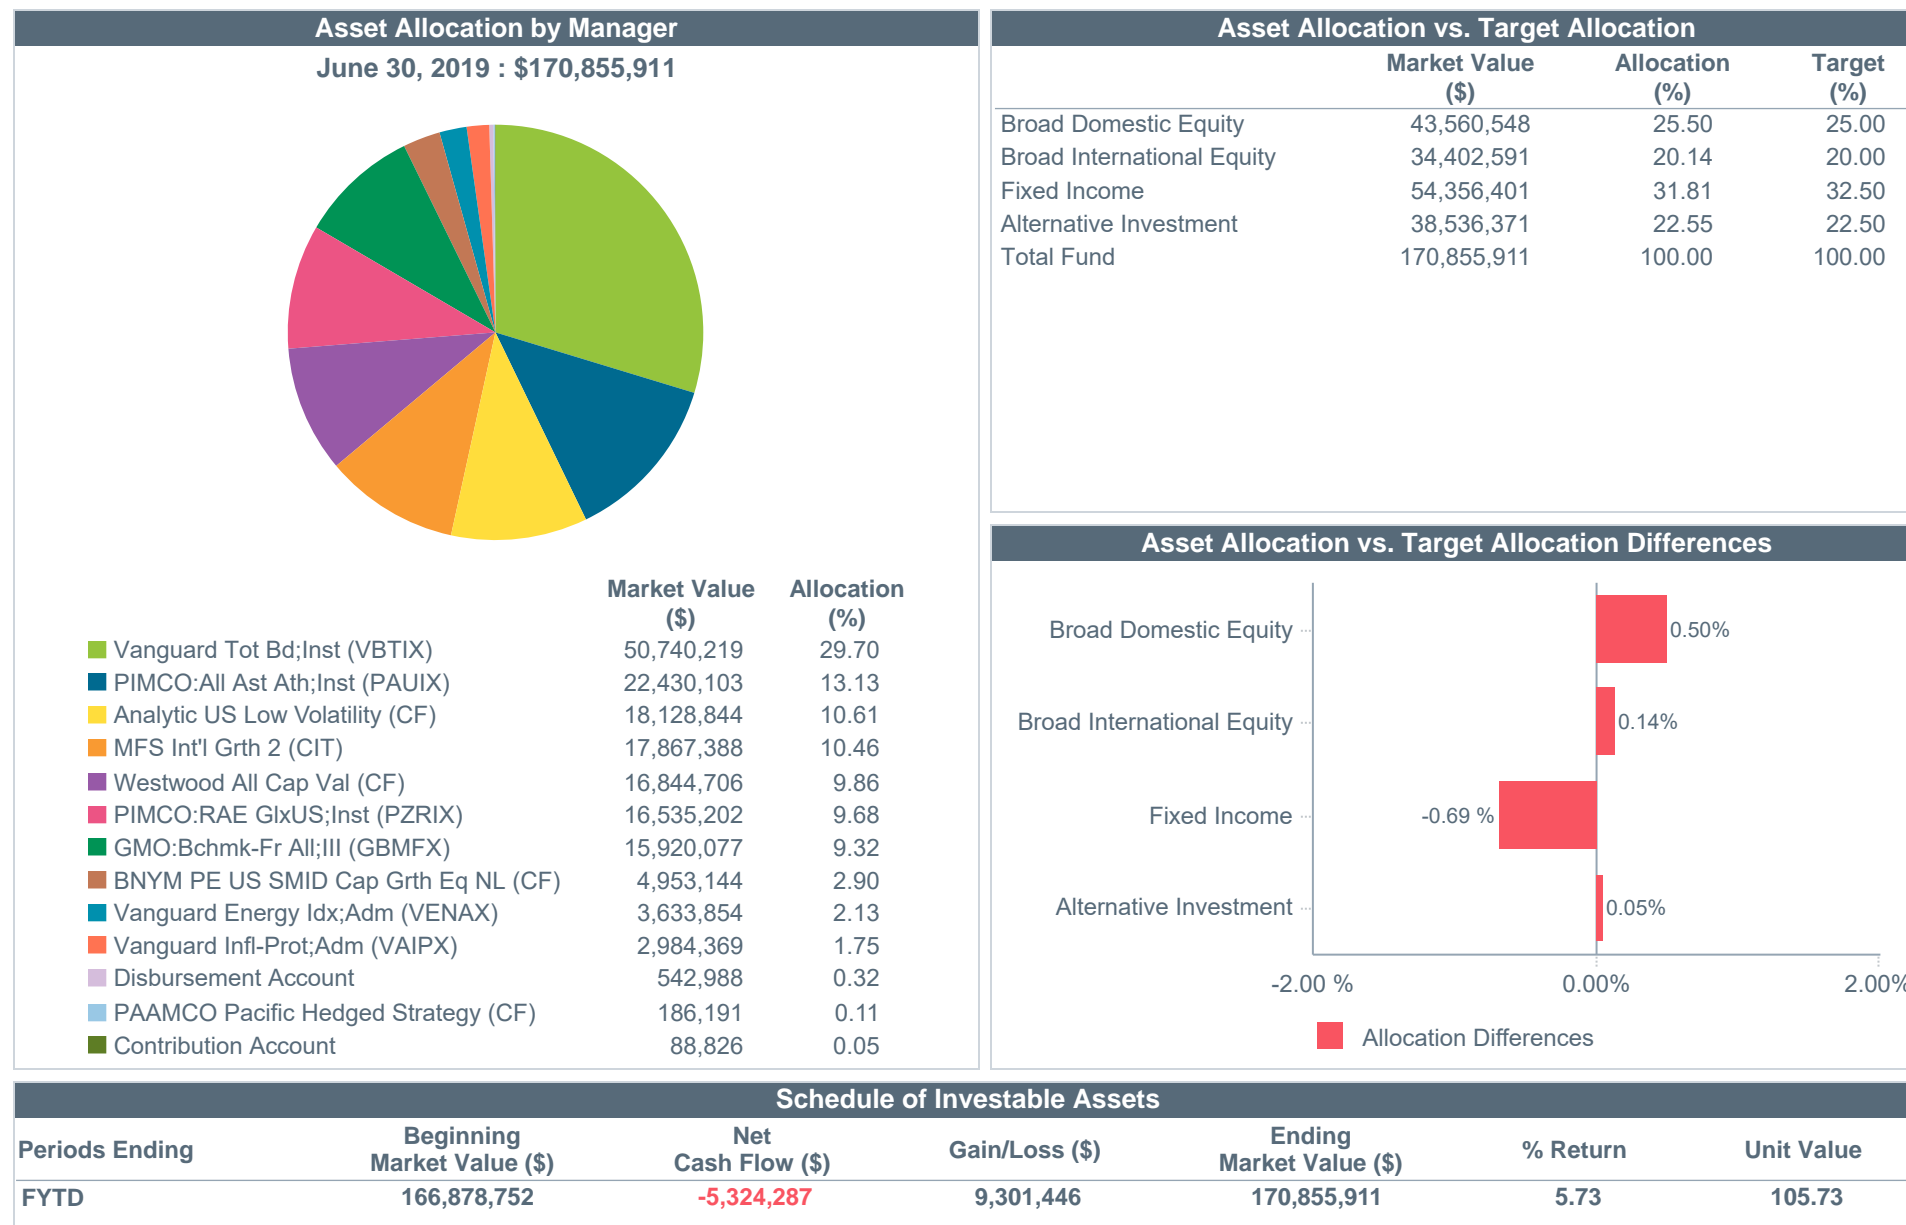 Asset Allocation by Manager
June 30, 2019 : $170,855,911
Market Value Allocation
($) (%)
Vanguard Tot Bd;Inst (VBTIX) 50,740,219 29.70
PIMCO:All Ast Ath;Inst (PAUIX) 22,430,103 13.13
Analytic US Low Volatility (CF) 18,128,844 10.61
MFS Int'l Grth 2 (CIT) 17,867,388 10.46
Westwood All Cap Val (CF) 16,844,706 9.86
PIMCO:RAE GlxUS;Inst (PZRIX) 16,535,202 9.68
GMO:Bchmk-Fr All;III (GBMFX) 15,920,077 9.32
BNYM PE US SMID Cap Grth Eq NL (CF) 4,953,144 2.90
Vanguard Energy Idx;Adm (VENAX) 3,633,854 2.13
Vanguard Infl-Prot;Adm (VAIPX) 2,984,369 1.75
Disbursement Account 542,988 0.32
PAAMCO Pacific Hedged Strategy (CF) 186,191 0.11
Contribution Account 88,826 0.05
Asset Allocation vs. Target Allocation
Market Value Allocation Target
($) (%) (%)
Broad Domestic Equity 43,560,548 25.50 25.00
Broad International Equity 34,402,591 20.14 20.00
Fixed Income 54,356,401 31.81 32.50
Alternative Investment 38,536,371 22.55 22.50
Total Fund 170,855,911 100.00 100.00
Asset Allocation vs. Target Allocation Differences
Broad Domestic Equity 0.50%
Broad International Equity 0.14%
Fixed Income -0.69 %
Alternative Investment 0.05%
-2.00 % 0.00% 2.00%
Allocation Differences
Schedule of Investable Assets
Periods Ending Beginning Market Value ($) Net Cash Flow ($) Gain/Loss ($) Ending Market Value ($) % Return Unit Value
FYTD 166,878,752 -5,324,287 9,301,446 170,855,911 5.73 105.73